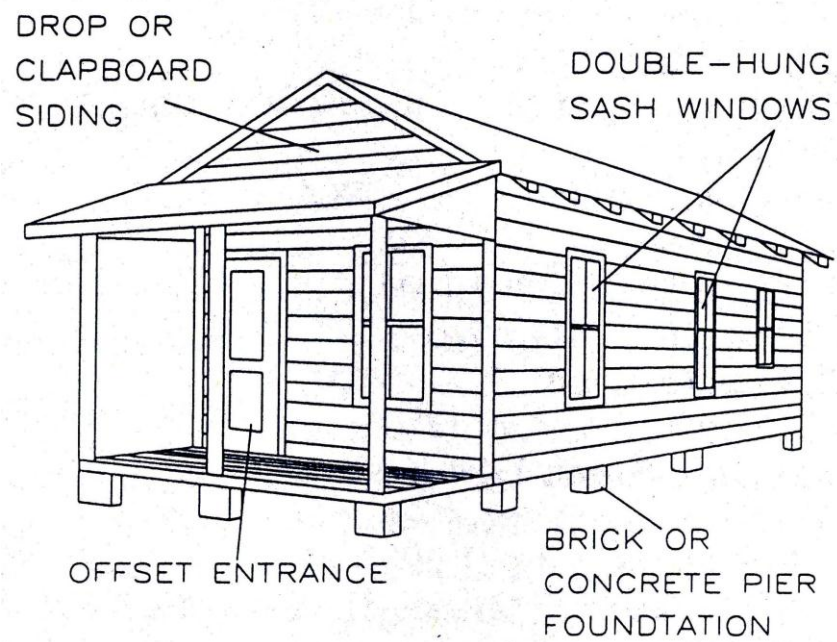 DROP OR
CLAPBOARD
SIDING
DOUBLE-HUNG
SASH WINDOWS
OFFSET ENTRANCE
BRICK OR
CONCRETE PIER
FOUNDTATION